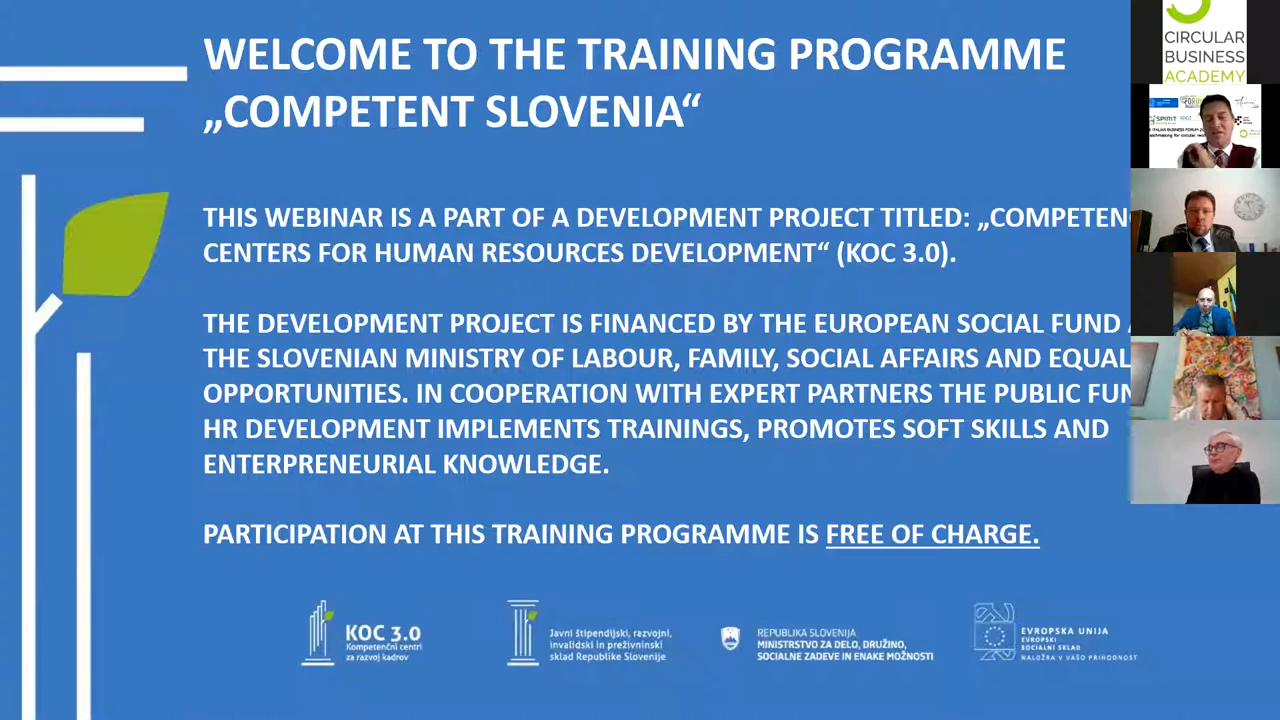 WELCOME TO THE TRAINING PROGRAMME
„COMPETENT SLOVENIA“
THIS WEBINAR IS A PART OF A DEVELOPMENT PROJECT TITLED: „COMPETEN
CENTERS FOR HUMAN RESOURCES DEVELOPMENT“ (KOC 3.0).
THE DEVELOPMENT PROJECT IS FINANCED BY THE EUROPEAN SOCIAL FUND
THE SLOVENIAN MINISTRY OF LABOUR, FAMILY, SOCIAL AFFAIRS AND EQUAL
OPPORTUNITIES. IN COOPERATION WITH EXPERT PARTNERS THE PUBLIC FUN
HR DEVELOPMENT IMPLEMENTS TRAININGS, PROMOTES SOFT SKILLS AND
ENTERPRENEURIAL KNOWLEDGE.
PARTICIPATION AT THIS TRAINING PROGRAMME IS FREE OF CHARGE.
KOC 3.0
Kompetenčni centri
za razvoj kadrov
Javni štipendijski, razvojni,
invalidski in preživninski
sklad Republike Slovenije
REPUBLIKA SLOVENIJA
MINISTRSTVO ZA DELO, DRUŽINO,
SOCIALNE ZADEVE IN ENAKE MOŽNOSTI
EVROPSKA UNIJA
EVROPSKI
SOCIALNI SKLAD
NALOŽBA V VAŠO PRIHODNOST
CIRCULAR
BUSINESS
ACADEMY
SPIRIT
ITALIAN BUSINESS FORUM